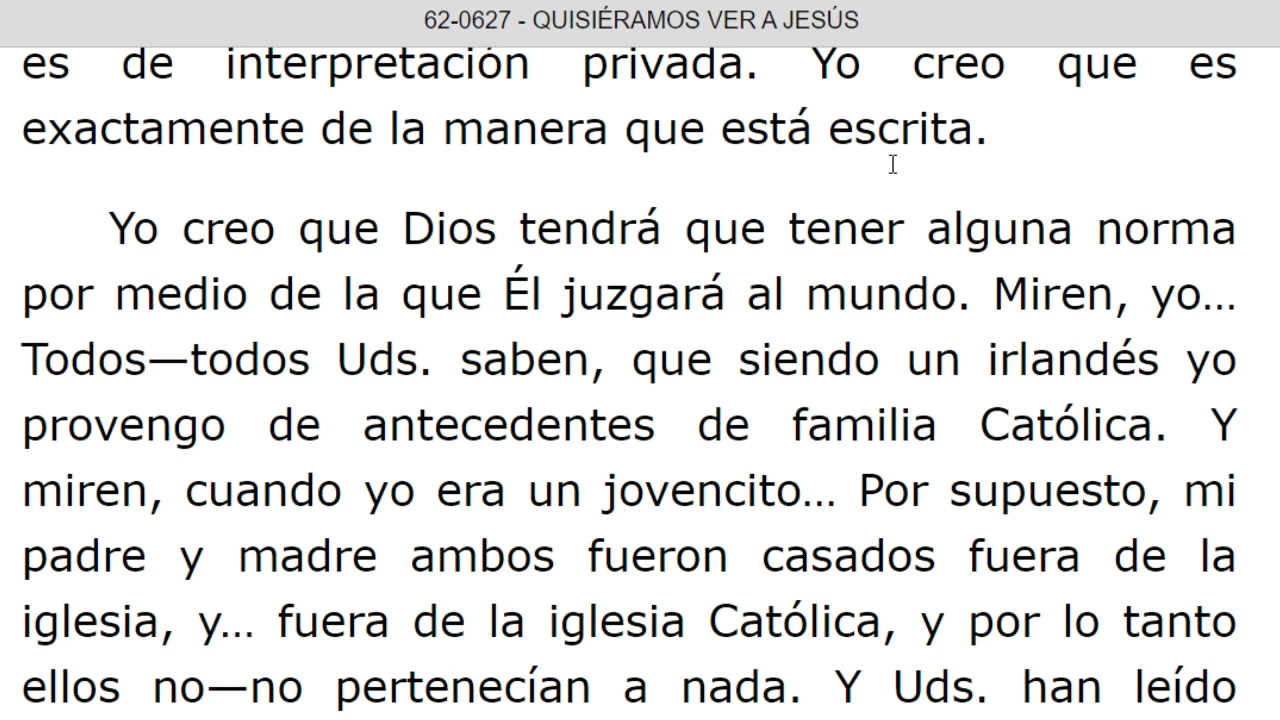 62-0627 - QUISIÉRAMOS VER A JESÚS
es de interpretación privada. Yo creo que es
exactamente de la manera que está escrita.
Yo creo que Dios tendrá que tener alguna norma
por medio de la que Él juzgará al mundo. Miren, yo…
Todos—todos Uds. saben, que siendo un irlandés yo
provengo de antecedentes de familia Católica. Y
miren, cuando yo era un jovencito… Por supuesto, mi
padre y madre ambos fueron casados fuera de la
iglesia, y… fuera de la iglesia Católica, y por lo tanto
ellos no—no pertenecían a nada. Y Uds. han leído